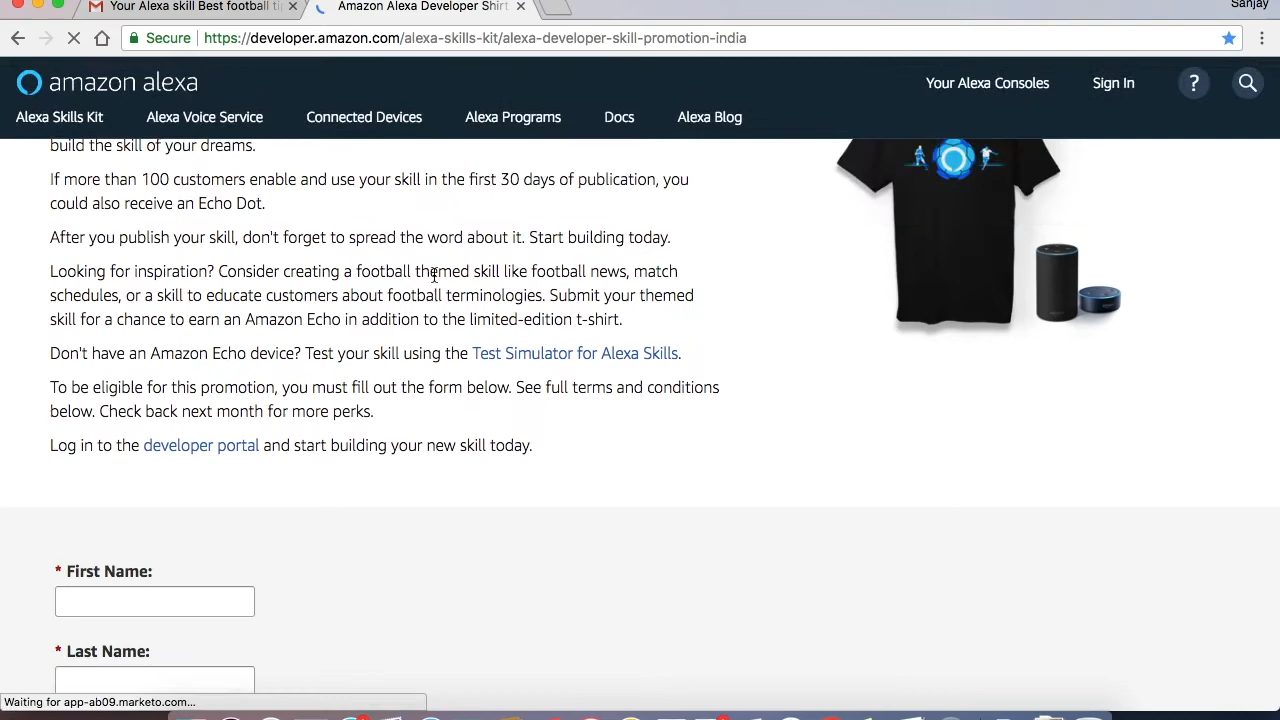 Your Alexa skill Best football ti
Amazon Alexa Developer Shirt
Sanjay
Secure
https://developer.amazon.com/alexa-skills-kit/alexa-developer-skill-promotion-india
amazon alexa
Your Alexa Consoles
Sign In
?
Alexa Skills Kit
Alexa Voice Service
Connected Devices
Alexa Programs
Docs
Alexa Blog
build the skill of your dreams.
If more than 100 customers enable and use your skill in the first 30 days of publication, you
could also receive an Echo Dot.
After you publish your skill, don't forget to spread the word about it. Start building today.
Looking for inspiration? Consider creating a football themed skill like football news, match
schedules, or a skill to educate customers about football terminologies. Submit your themed
skill for a chance to earn an Amazon Echo in addition to the limited-edition t-shirt.
Don't have an Amazon Echo device? Test your skill using the Test Simulator for Alexa Skills.
To be eligible for this promotion, you must fill out the form below. See full terms and conditions
below. Check back next month for more perks.
Log in to the developer portal and start building your new skill today.
* First Name:
* Last Name:
Waiting for app-ab09.marketo.com...